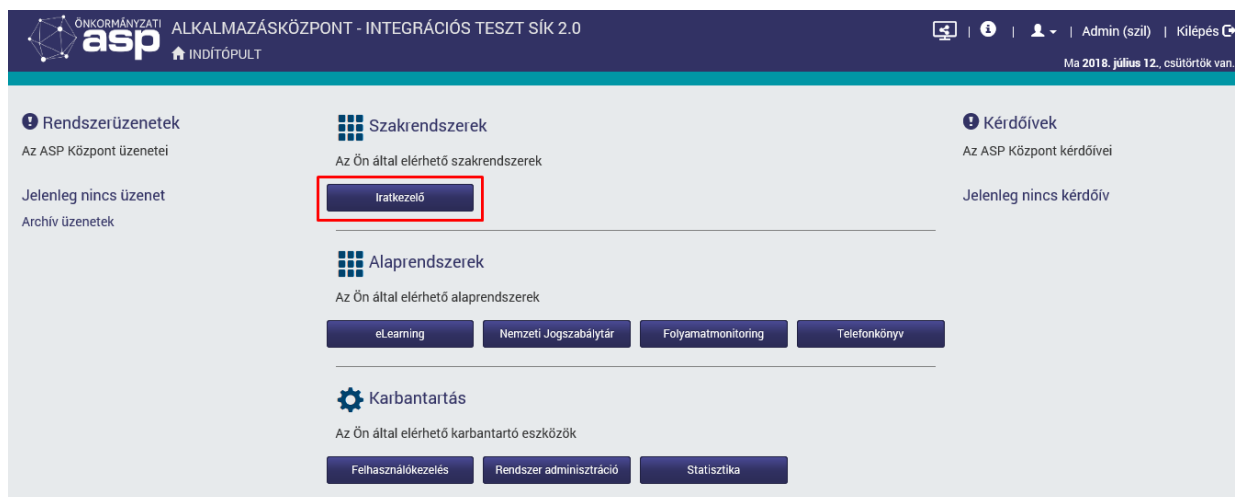 ÖNKORMÁNYZATI
asp
ALKALMAZÁSKÖZPONT - INTEGRÁCIÓS TESZT SÍK 2.0
INDÍTÓPULT
| | | Admin (szil) | Kilépés
Ma 2018. július 12., csütörtök van.
Rendszerüzenetek
Az ASP Központ üzenetei
Jelenleg nincs üzenet
Archív üzenetek
Szakrendszerek
Az Ön által elérhető szakrendszerek
Iratkezelő
Alaprendszerek
Az Ön által elérhető alaprendszerek
eLearning Nemzeti Jogszabálytár Folyamatmonitoring Telefonkönyv
Karbantartás
Az Ön által elérhető karbantartó eszközök
Felhasználókezelés Rendszer adminisztráció Statisztika
Kérdőívek
Az ASP Központ kérdőívei
Jelenleg nincs kérdőív